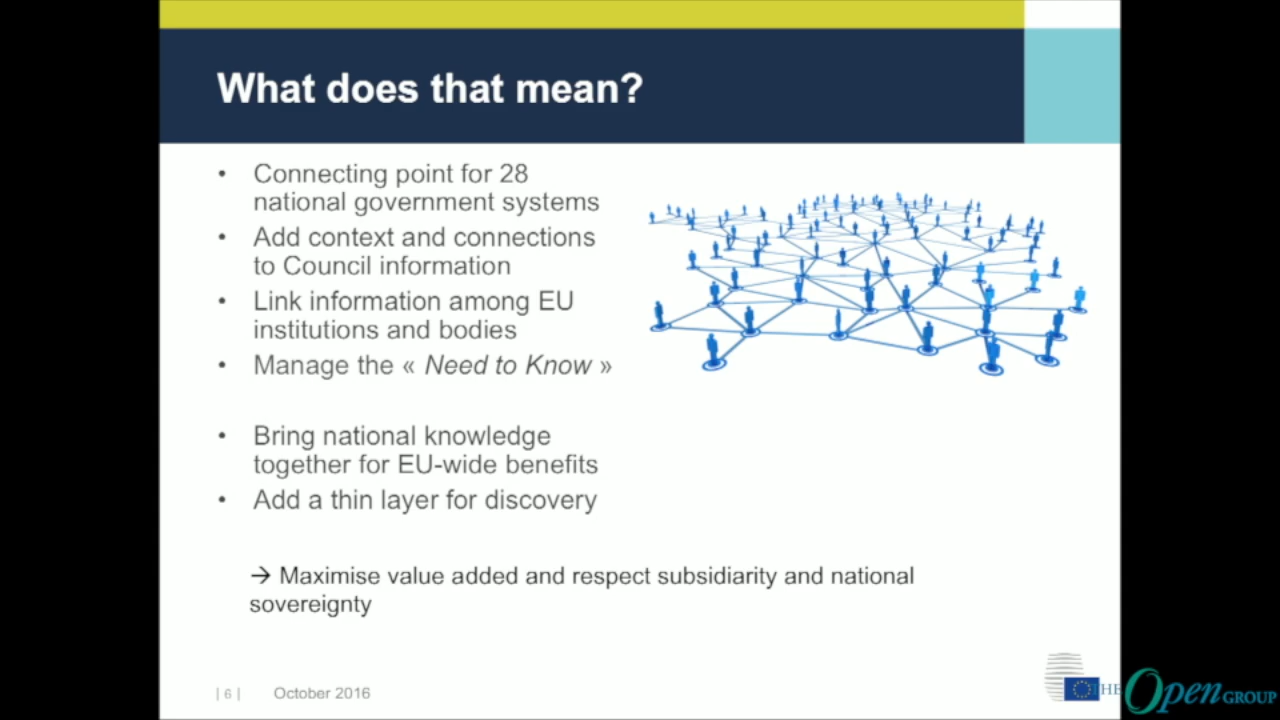 What does that mean?
• Connecting point for 28
national government systems
• Add context and connections
to Council information
• Link information among EU
institutions and bodies
• Manage the « Need to Know »
• Bring national knowledge
together for EU-wide benefits
• Add a thin layer for discovery
→ Maximise value added and respect subsidiarity and national
sovereignty
| 6 | October 2016
THE Open GROUP